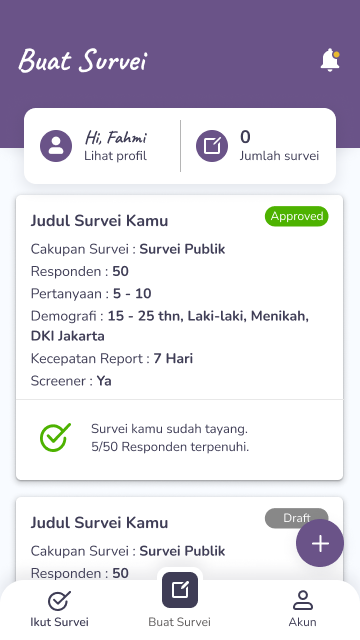 Buat Survei
Hi, Fahmi
Lihat profil
0
Jumlah survei
Judul Survei Kamu
Approved
Cakupan Survei : Survei Publik
Responden : 50
Pertanyaan : 5 - 10
Demografi : 15 - 25 thn, Laki-laki, Menikah,
DKI Jakarta
Kecepatan Report : 7 Hari
Screener : Ya
Survei kamu sudah tayang.
5/50 Responden terpenuhi.
Judul Survei Kamu
Draft
Cakupan Survei : Survei Publik
Responden : 50
Ikut Survei
Buat Survei
Akun